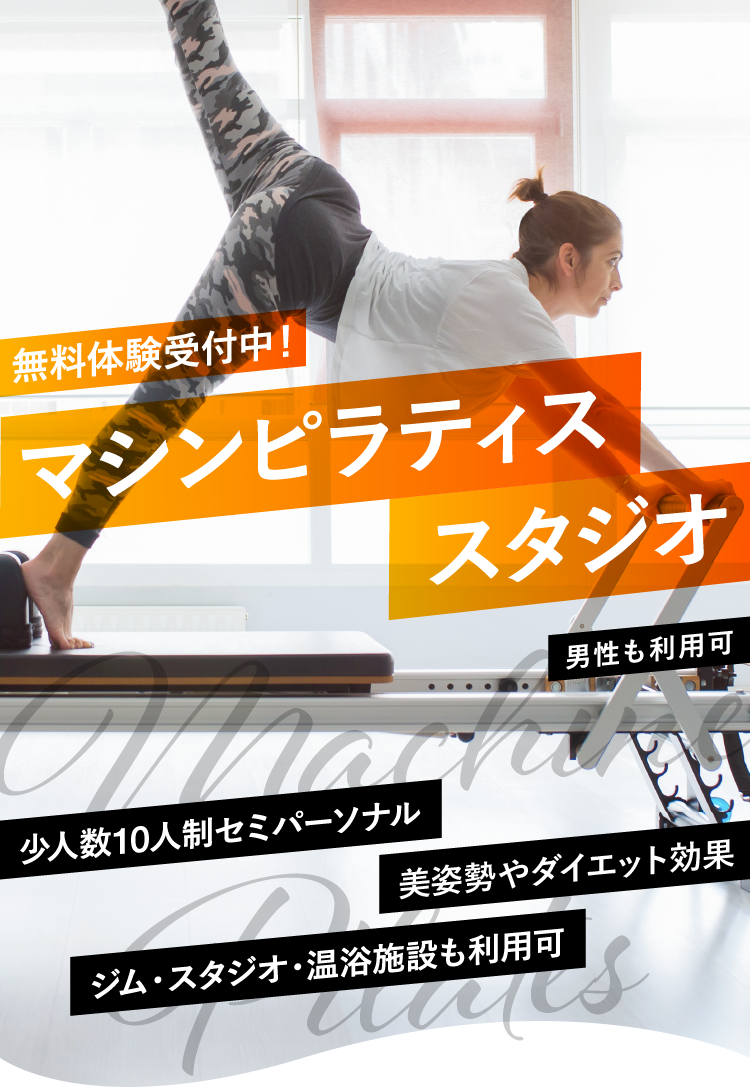 無料体験受付中！
マシンピラティス
スタジオ
男性も利用可
Machine
少人数10人制セミパーソナル
美姿勢やダイエット効果
Pilates
ジム・スタジオ・温浴施設も利用可